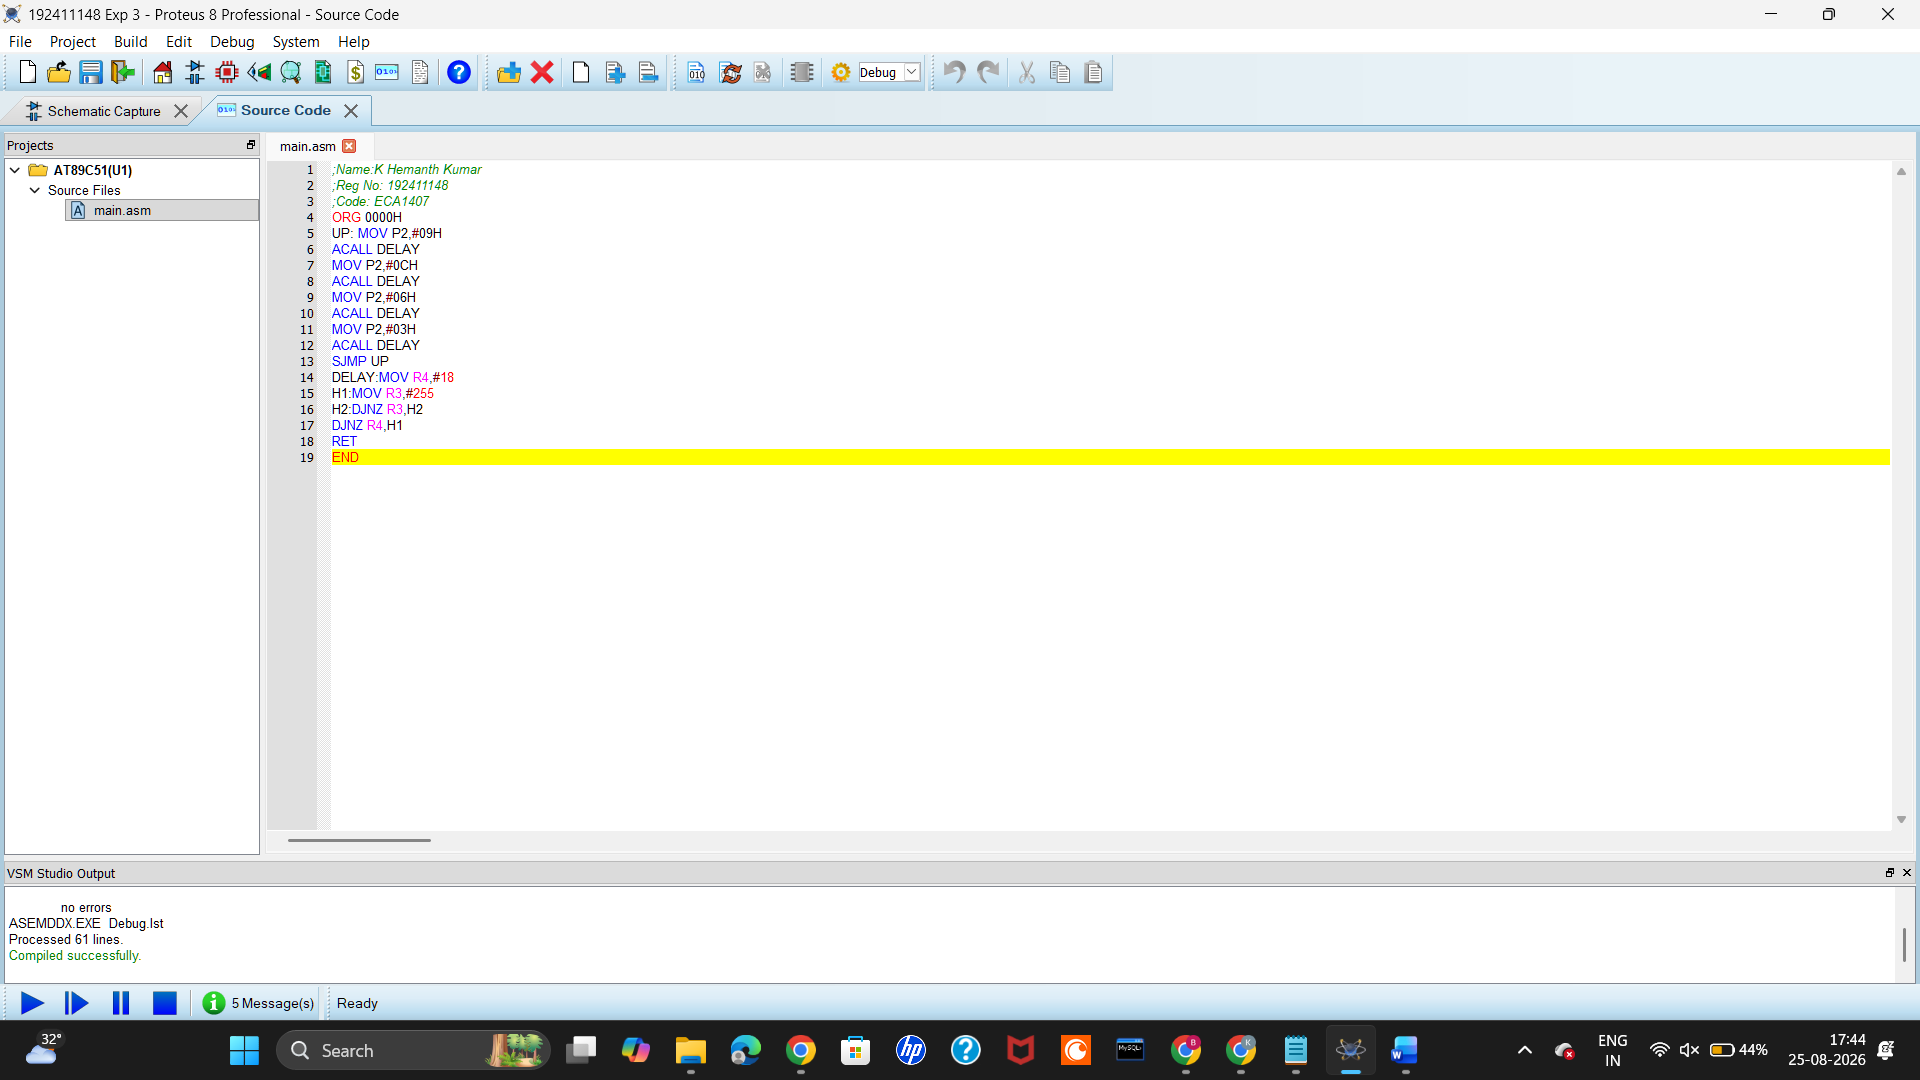 192411148 Exp 3 - Proteus 8 Professional - Source Code
File Project Build Edit Debug System Help
Debug
Schematic Capture
Source Code
Projects
AT89C51(U1)
Source Files
main.asm
main.asm
1 ;Name:K Hemanth Kumar
2 ;Reg No: 192411148
3 ;Code: ECA1407
4 ORG 0000H
5 UP: MOV P2,#09H
6 ACALL DELAY
7 MOV P2,#0CH
8 ACALL DELAY
9 MOV P2,#06H
10 ACALL DELAY
11 MOV P2,#03H
12 ACALL DELAY
13 SJMP UP
14 DELAY:MOV R4,#18
15 H1:MOV R3,#255
16 H2:DJNZ R3,H2
17 DJNZ R4,H1
18 RET
19 END
VSM Studio Output
no errors
ASEMDDX.EXE Debug.lst
Processed 61 lines.
Compiled successfully.
5 Message(s)
Ready
32°
Search
hp
MySQL
B
K
W
ENG
IN
44%
17:44
25-08-2026